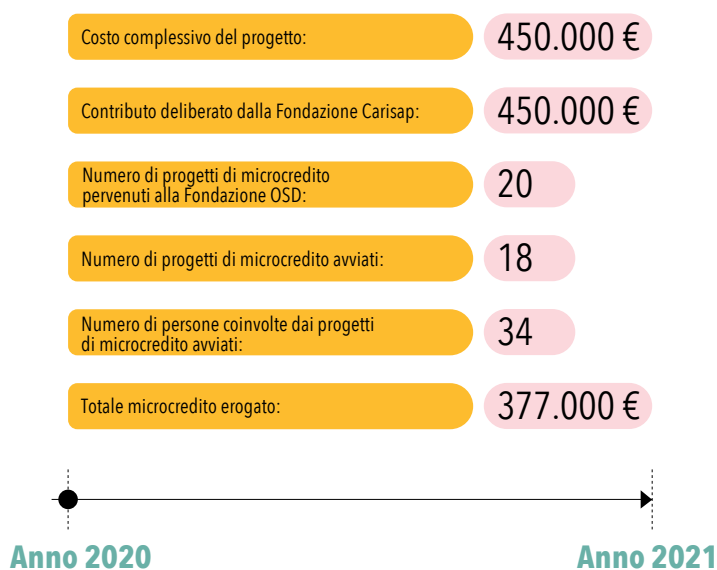 Costo complessivo del progetto: 450.000 €
Contributo deliberato dalla Fondazione Carisap: 450.000 €
Numero di progetti di microcredito
pervenuti alla Fondazione OSD: 20
Numero di progetti di microcredito avviati: 18
Numero di persone coinvolte dai progetti
di microcredito avviati: 34
Totale microcredito erogato: 377.000 €
Anno 2020 Anno 2021